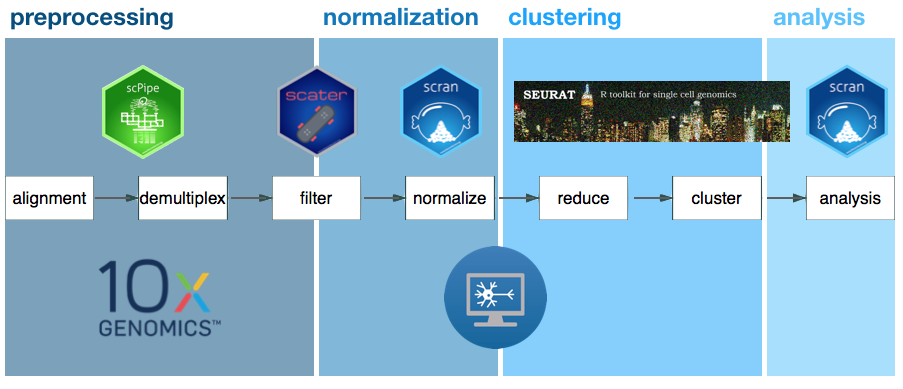 preprocessing
normalization
clustering
analysis
scPipe
scater
scran
SEURAT R toolkit for single cell genomics
scran
alignment
demultiplex
filter
normalize
reduce
cluster
analysis
10x
GENOMICS™